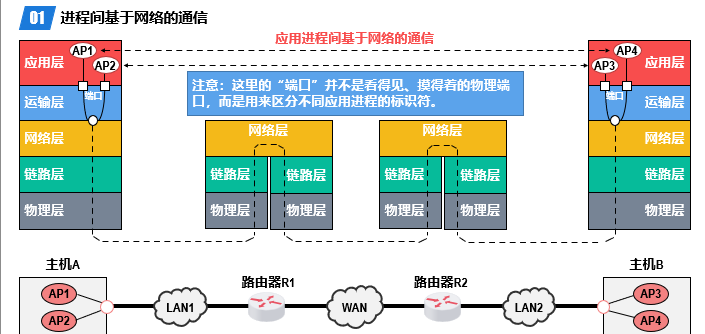 01 进程间基于网络的通信
应用进程间基于网络的通信
应用层 AP1 AP4 应用层
AP2 AP3
注意：这里的“端口”并不是看得见、摸得着的物理端
口，而是用来区分不同应用进程的标识符。
运输层 端口 端口 运输层
网络层 网络层 网络层 网络层
链路层 链路层 链路层 链路层 链路层 链路层
物理层 物理层 物理层 物理层 物理层 物理层
主机A 路由器R1 路由器R2 主机B
AP1 AP3
LAN1 WAN LAN2
AP2 AP4